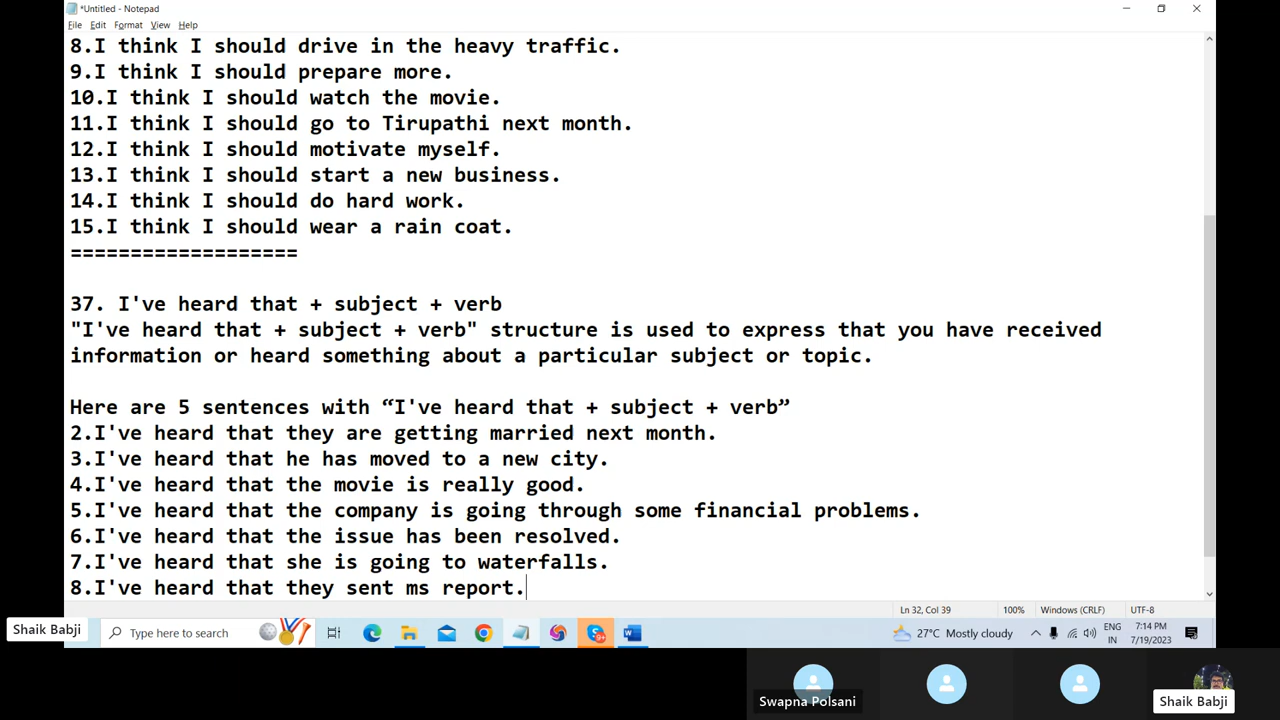 *Untitled - Notepad
File Edit Format View Help
8.I think I should drive in the heavy traffic.
9.I think I should prepare more.
10.I think I should watch the movie.
11.I think I should go to Tirupathi next month.
12.I think I should motivate myself.
13.I think I should start a new business.
14.I think I should do hard work.
15.I think I should wear a rain coat.
===================
37. I've heard that + subject + verb
"I've heard that + subject + verb" structure is used to express that you have received
information or heard something about a particular subject or topic.
Here are 5 sentences with “I've heard that + subject + verb”
2.I've heard that they are getting married next month.
3.I've heard that he has moved to a new city.
4.I've heard that the movie is really good.
5.I've heard that the company is going through some financial problems.
6.I've heard that the issue has been resolved.
7.I've heard that she is going to waterfalls.
8.I've heard that they sent ms report.
Ln 32, Col 39 100% Windows (CRLF) UTF-8
Shaik Babji
Type here to search
27°C Mostly cloudy
ENG
IN
7:14 PM
7/19/2023
Swapna Polsani
Shaik Babji